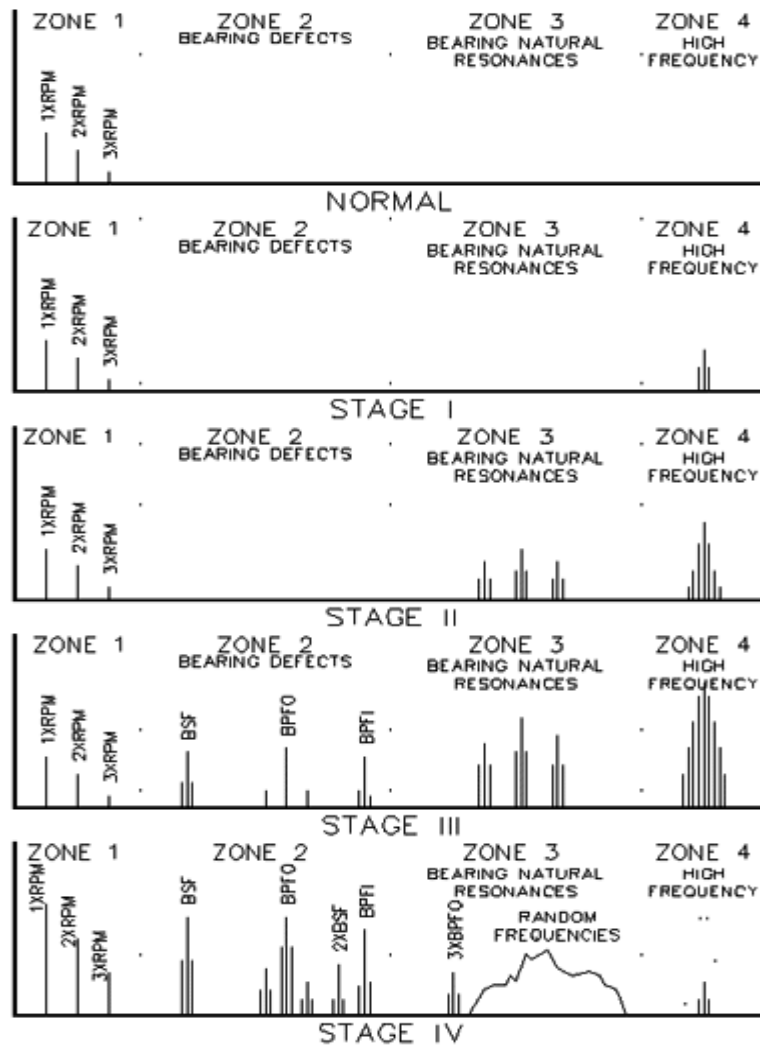 ZONE 1 ZONE 2 ZONE 3 ZONE 4
BEARING DEFECTS BEARING NATURAL HIGH
RESONANCES FREQUENCY
1XRPM
2XRPM
3XRPM
NORMAL
ZONE 1 ZONE 2 ZONE 3 ZONE 4
BEARING DEFECTS BEARING NATURAL HIGH
RESONANCES FREQUENCY
1XRPM
2XRPM
3XRPM
STAGE I
ZONE 1 ZONE 2 ZONE 3 ZONE 4
BEARING DEFECTS BEARING NATURAL HIGH
RESONANCES FREQUENCY
1XRPM
2XRPM
3XRPM
STAGE II
ZONE 1 ZONE 2 ZONE 3 ZONE 4
BEARING DEFECTS BEARING NATURAL HIGH
RESONANCES FREQUENCY
1XRPM
2XRPM
3XRPM
BSF
BPFO
BPFI
STAGE III
ZONE 1 ZONE 2 ZONE 3 ZONE 4
BEARING NATURAL HIGH
RESONANCES FREQUENCY
1XRPM
2XRPM
3XRPM
BSF
BPFO
2XBSF
BPFI
3XBPFO
RANDOM
FREQUENCIES
STAGE IV